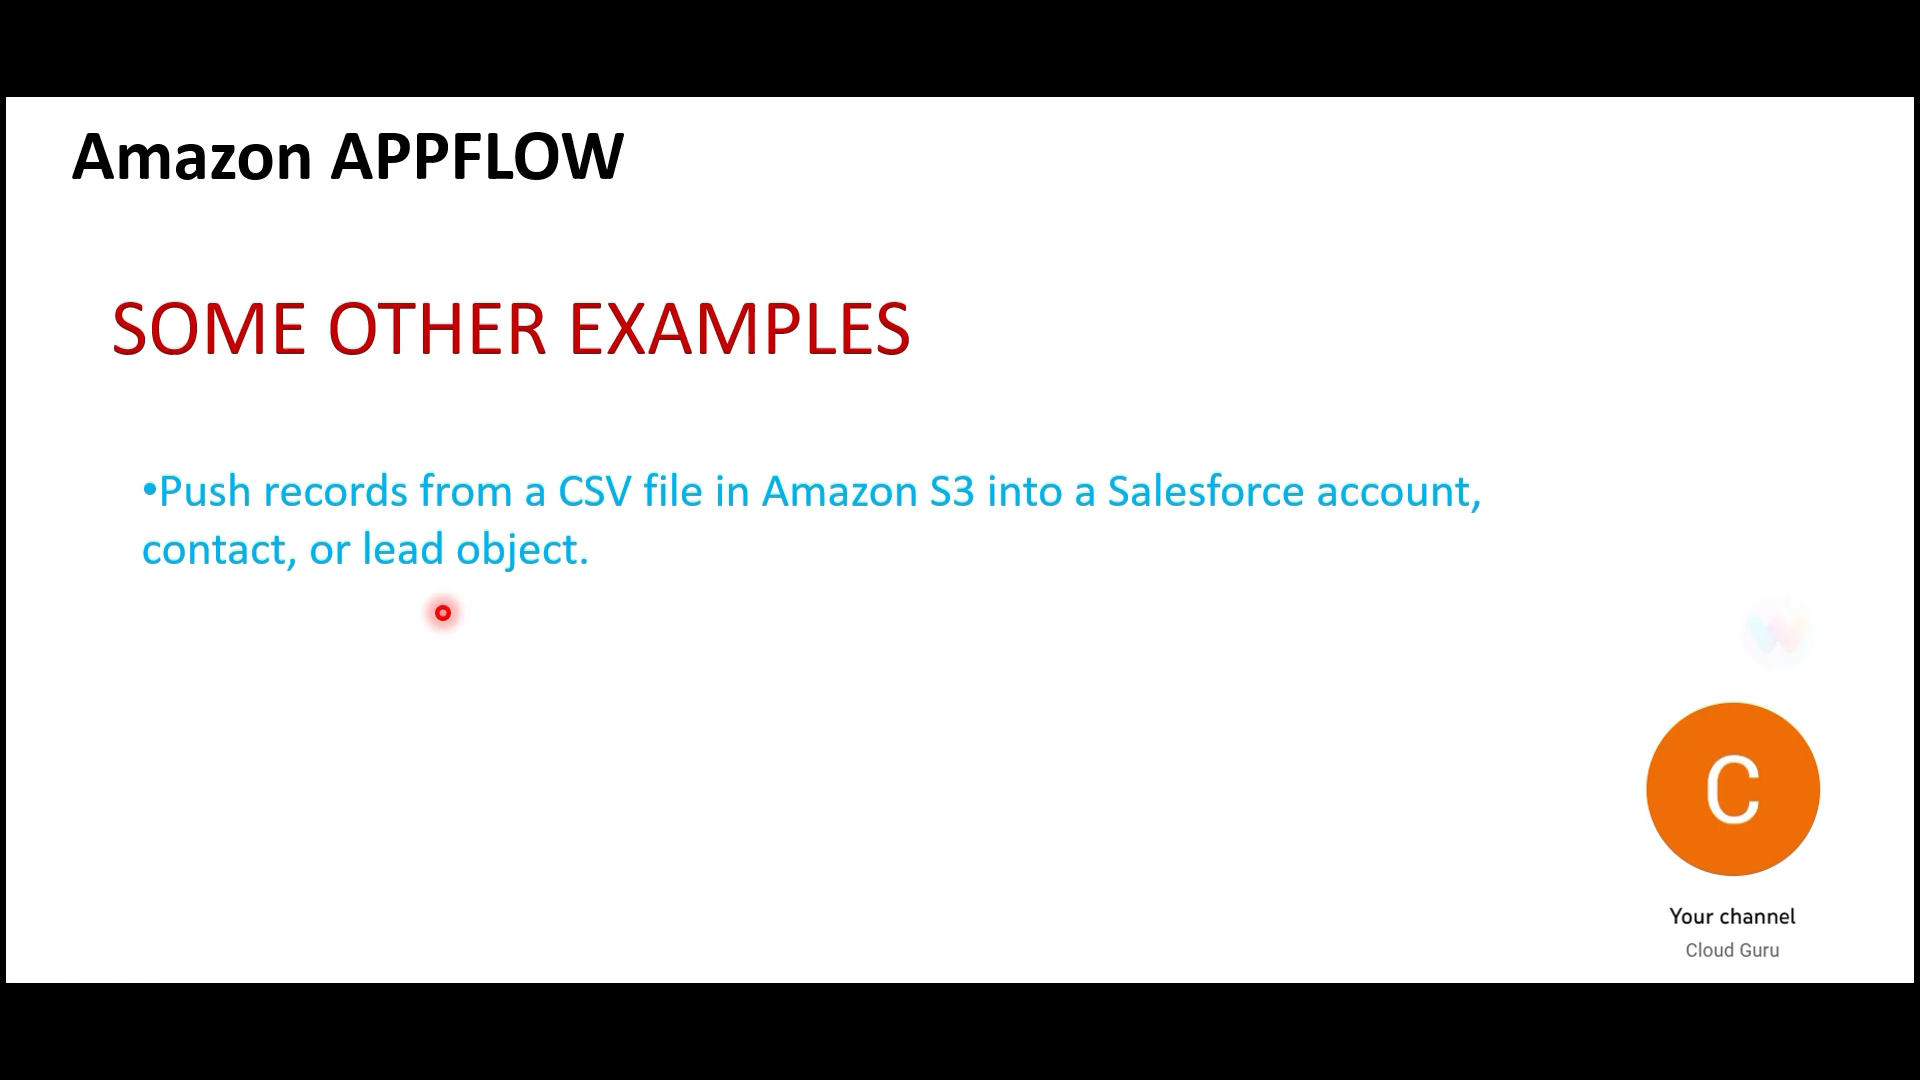 Amazon APPFLOW
SOME OTHER EXAMPLES
•Push records from a CSV file in Amazon S3 into a Salesforce account,
contact, or lead object.
C
Your channel
Cloud Guru